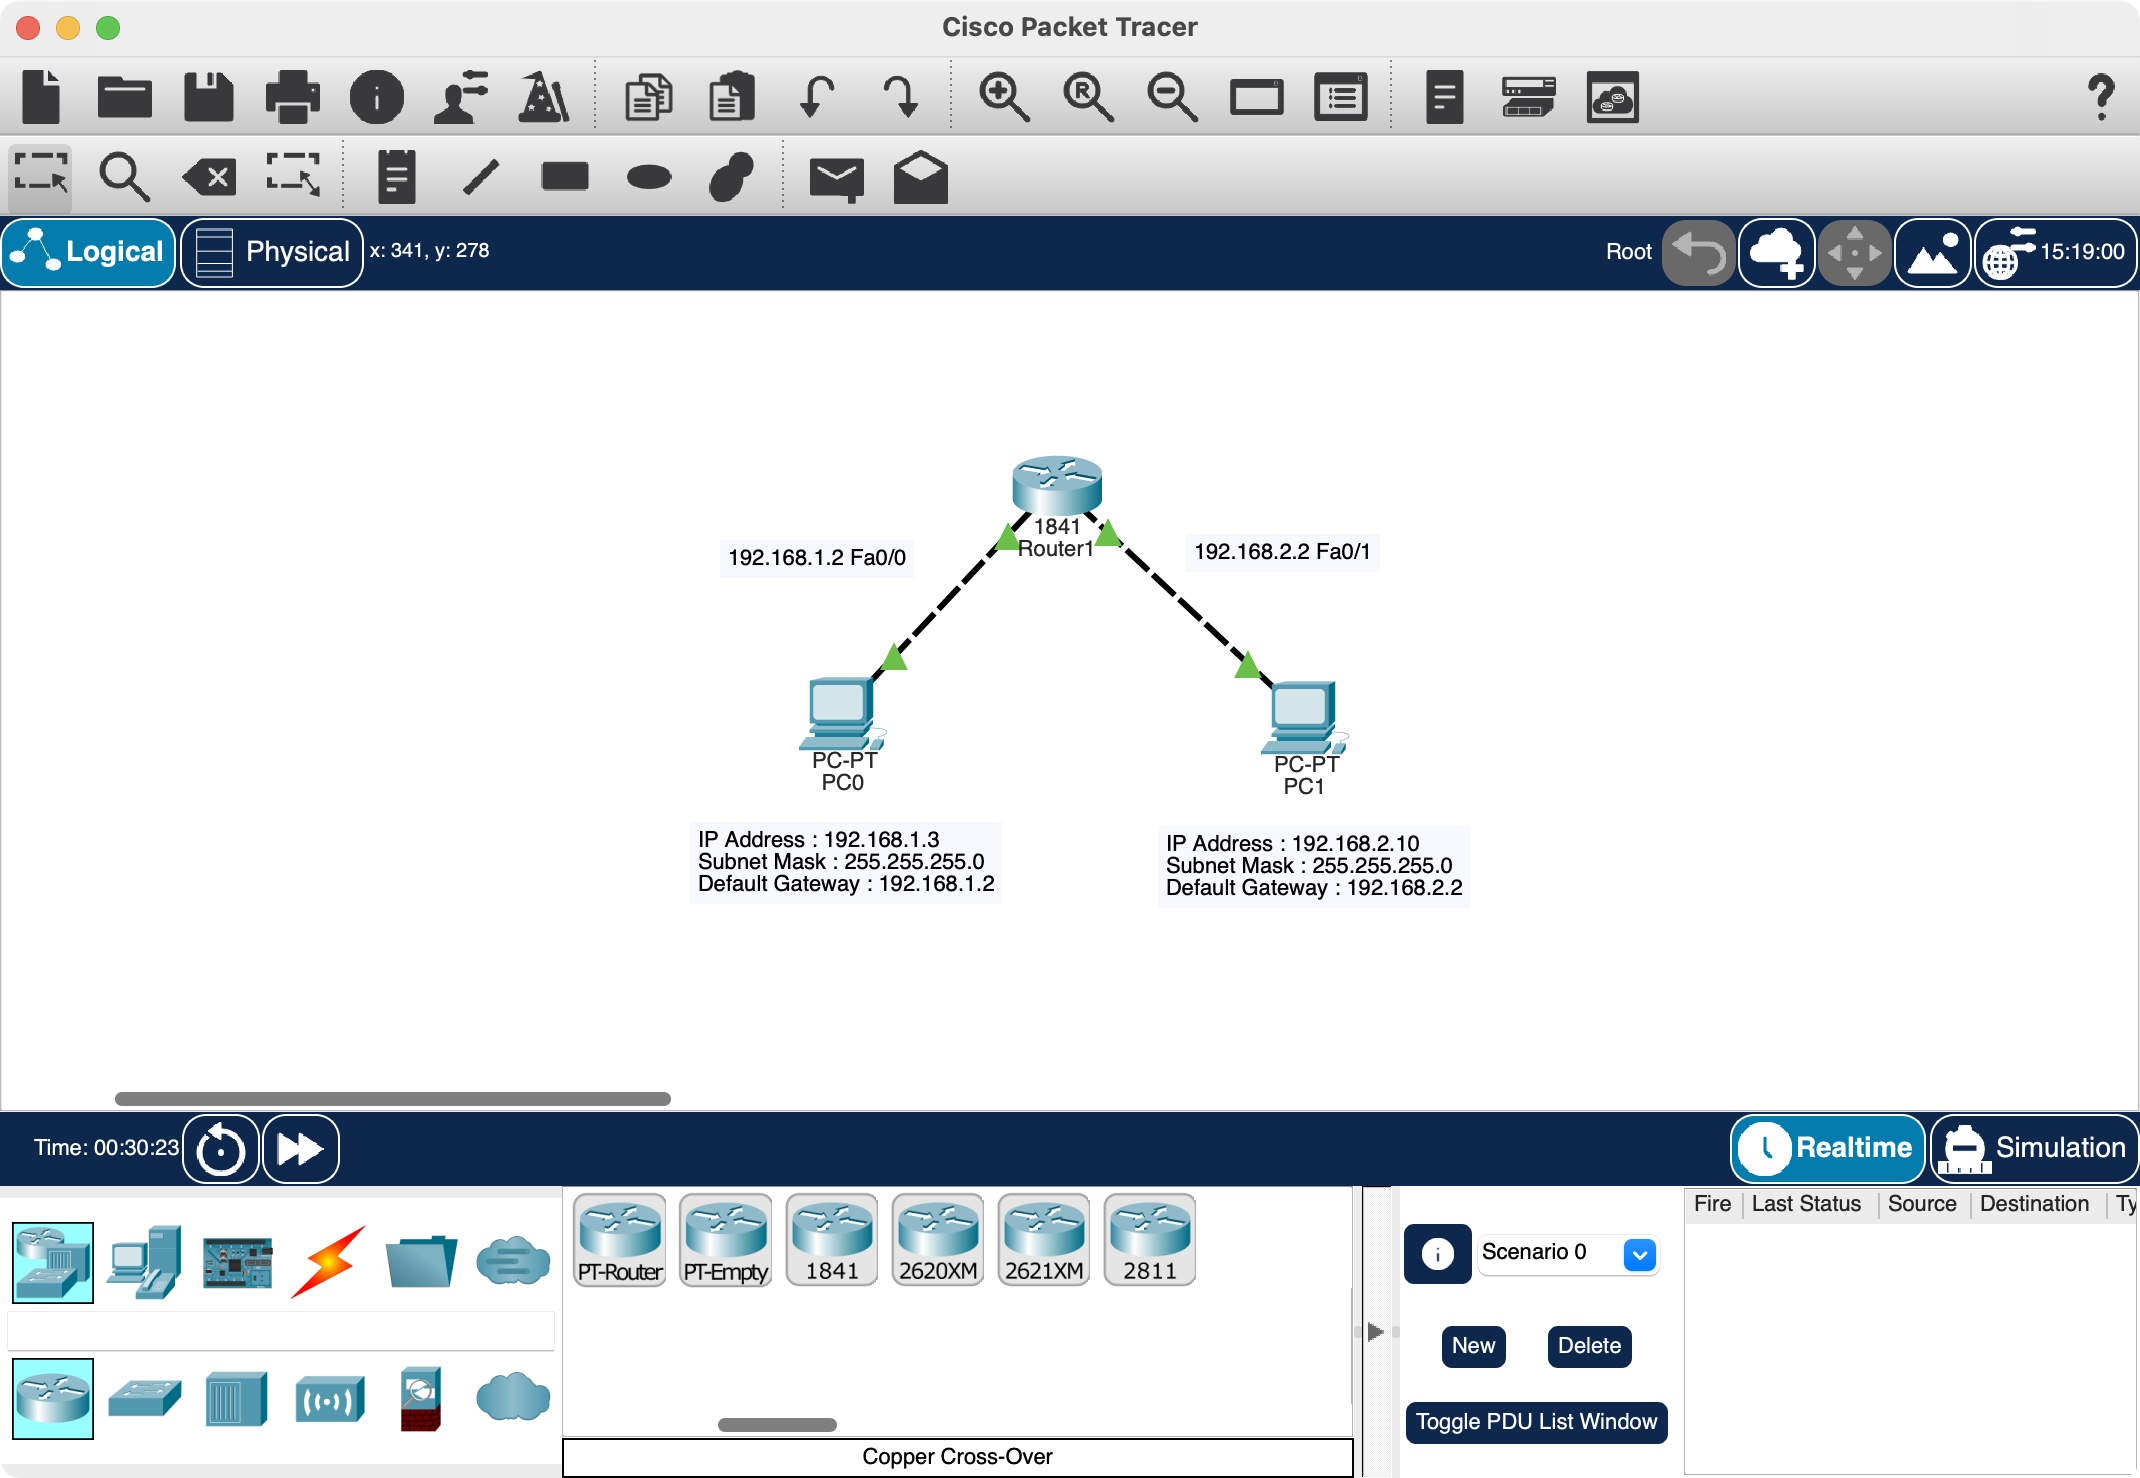 Cisco Packet Tracer
Logical
Physical
x: 341, y: 278
Root
15:19:00
1841
Router1
192.168.1.2 Fa0/0
192.168.2.2 Fa0/1
PC-PT
PC0
PC-PT
PC1
IP Address : 192.168.1.3
Subnet Mask : 255.255.255.0
Default Gateway : 192.168.1.2
IP Address : 192.168.2.10
Subnet Mask : 255.255.255.0
Default Gateway : 192.168.2.2
Time: 00:30:23
Realtime
Simulation
PT-Router
PT-Empty
1841
2620XM
2621XM
2811
Copper Cross-Over
Scenario 0
New
Delete
Toggle PDU List Window
Fire
Last Status
Source
Destination
Ty